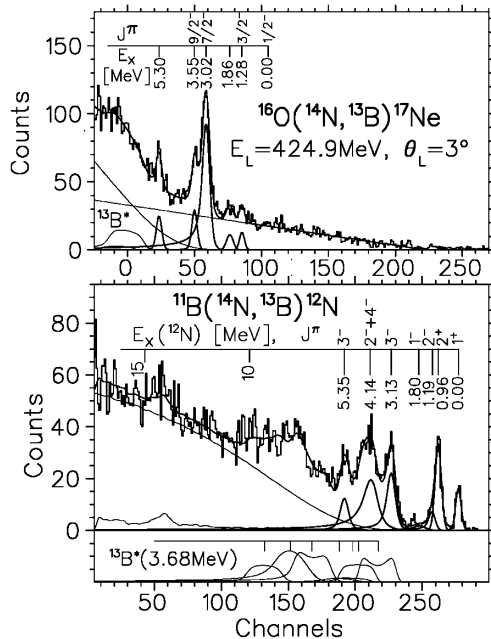 150
100
50
0
Counts
Jπ
Ex
[MeV]
5.30
3.55 9/2⁻
3.02 7/2⁻
1.86
1.28 3/2⁻
0.00 1/2⁻
¹⁶O(¹⁴N,¹³B)¹⁷Ne
E_L=424.9MeV, θ_L=3°
¹³B*
0 50 100 150 200 250
¹¹B(¹⁴N,¹³B)¹²N
Ex(¹²N) [MeV], Jπ
80
60
40
20
0
Counts
15
10
5.35 3⁻
4.14 2⁻+4⁻
3.13 3⁻
1.80 1⁻
1.19 2⁻
0.96 2+
0.00 1+
¹³B*(3.68MeV)
50 100 150 200 250
Channels